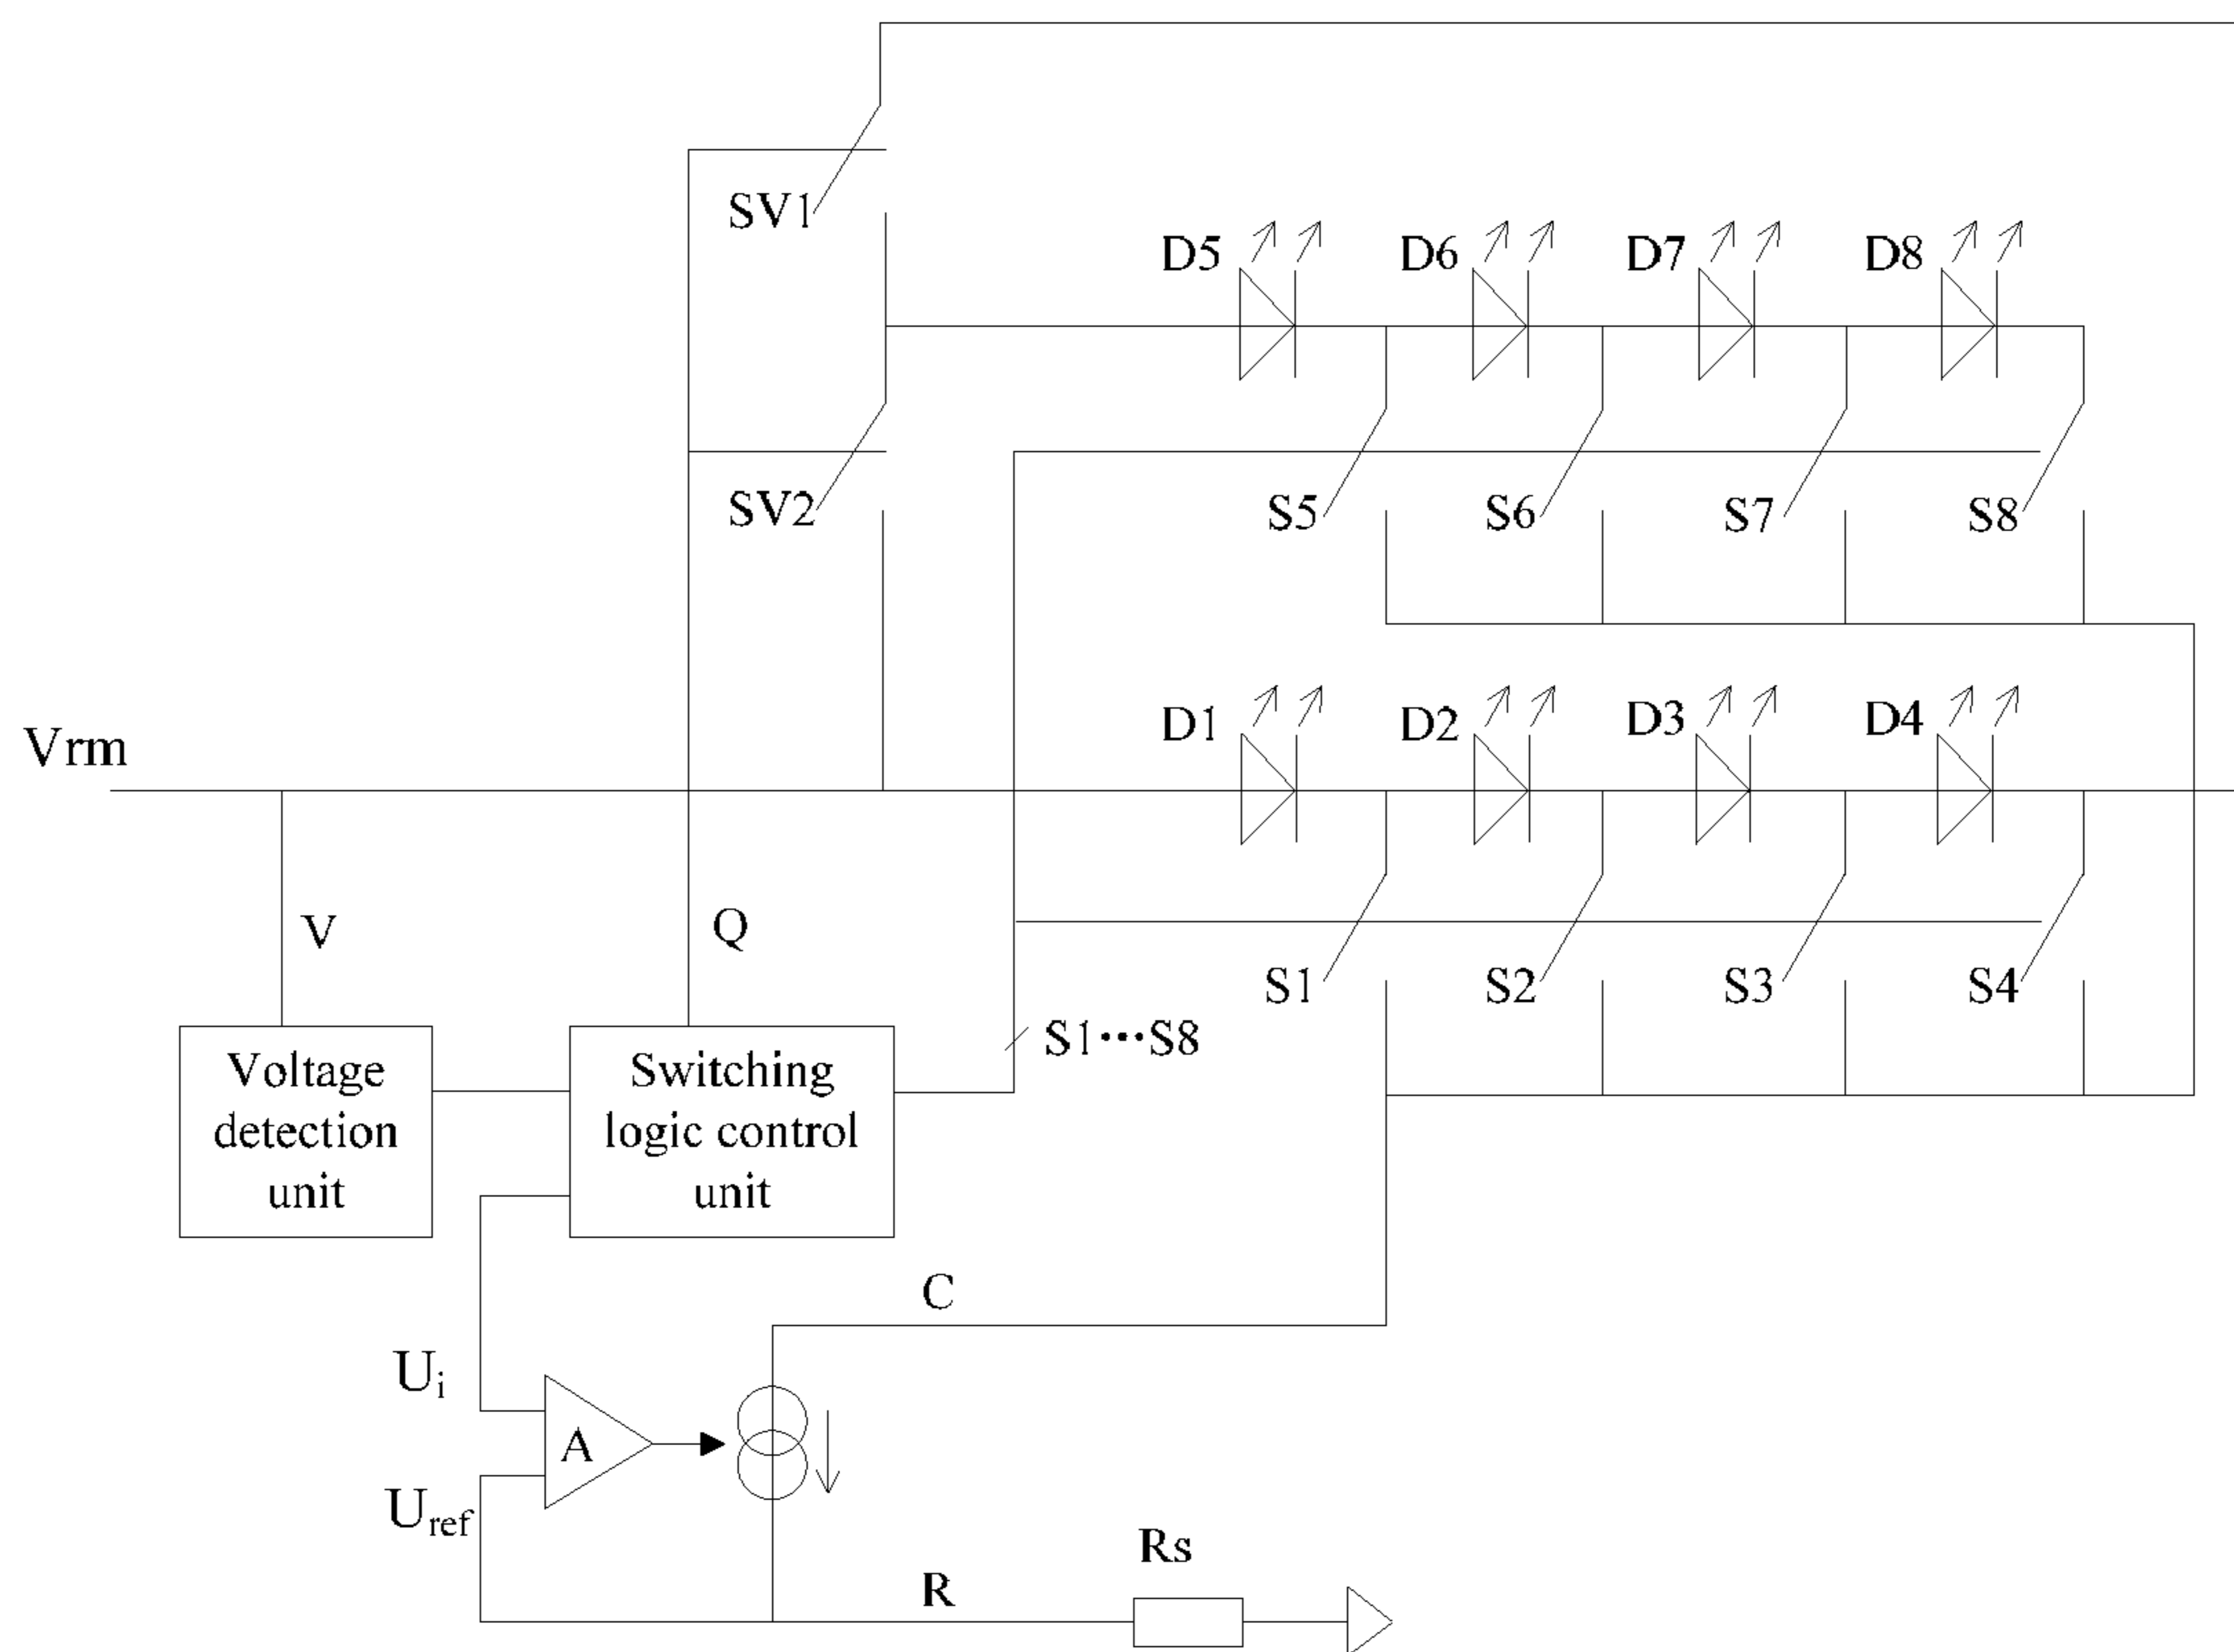 SV1
D5 D6 D7 D8
SV2 S5 S6 S7 S8
D1 D2 D3 D4
Vrm
V Q
S1 S2 S3 S4
S1···S8
Voltage
detection
unit
Switching
logic control
unit
C
Ui
A
Uref
Rs
R